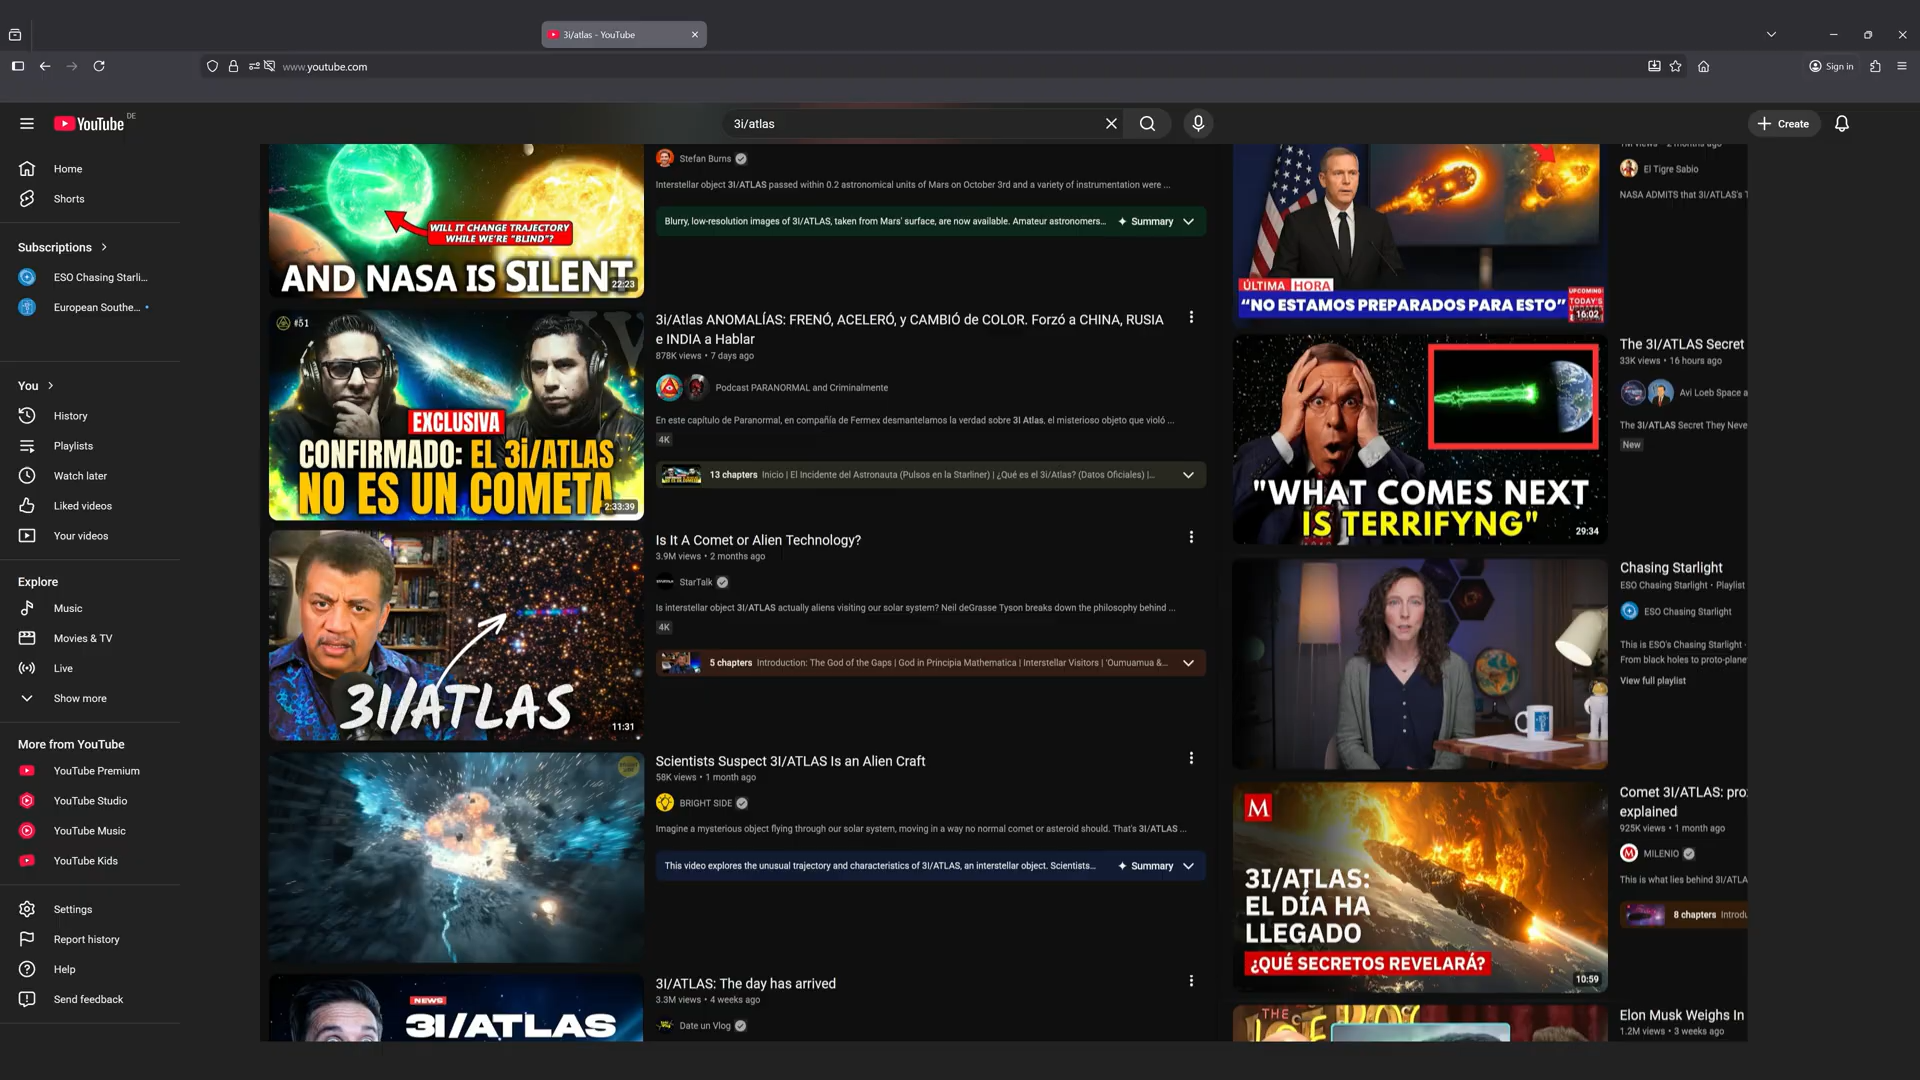 3i/atlas - YouTube
www.youtube.com
Sign in
YouTube DE
3i/atlas
Create
Home
Shorts
Subscriptions
ESO Chasing Starli...
European Southe...
You
History
Playlists
Watch later
Liked videos
Your videos
Explore
Music
Movies & TV
Live
Show more
More from YouTube
YouTube Premium
YouTube Studio
YouTube Music
YouTube Kids
Settings
Report history
Help
Send feedback
WILL IT CHANGE TRAJECTORY
WHILE WE'RE "BLIND"?
AND NASA IS SILENT
22:23
Stefan Burns
Interstellar object 3I/ATLAS passed within 0.2 astronomical units of Mars on October 3rd and a variety of instrumentation were ...
Blurry, low-resolution images of 3I/ATLAS, taken from Mars' surface, are now available. Amateur astronomers... Summary
#51
EXCLUSIVA
CONFIRMADO: EL 3i/ATLAS
NO ES UN COMETA
2:33:39
3i/Atlas ANOMALÍAS: FRENÓ, ACELERÓ, y CAMBIÓ de COLOR. Forzó a CHINA, RUSIA
e INDIA a Hablar
878K views • 7 days ago
Podcast PARANORMAL and Criminalmente
En este capítulo de Paranormal, en compañía de Fermex desmantelamos la verdad sobre 3I Atlas, el misterioso objeto que violó ...
4K
13 chapters Inicio | El Incidente del Astronauta (Pulsos en la Starliner) | ¿Qué es el 3i/Atlas? (Datos Oficiales) |...
3I/ATLAS
11:31
Is It A Comet or Alien Technology?
3.9M views • 2 months ago
StarTalk
Is interstellar object 3I/ATLAS actually aliens visiting our solar system? Neil deGrasse Tyson breaks down the philosophy behind ...
4K
5 chapters Introduction: The God of the Gaps | God in Principia Mathematica | Interstellar Visitors | 'Oumuamua &...
Scientists Suspect 3I/ATLAS Is an Alien Craft
58K views • 1 month ago
BRIGHT SIDE
Imagine a mysterious object flying through our solar system, moving in a way no normal comet or asteroid should. That's 3I/ATLAS ...
This video explores the unusual trajectory and characteristics of 3I/ATLAS, an interstellar object. Scientists... Summary
NEWS
3I/ATLAS
3I/ATLAS: The day has arrived
3.3M views • 4 weeks ago
Date un Vlog
ÚLTIMA HORA
"NO ESTAMOS PREPARADOS PARA ESTO"
UPCOMING
TODAY'S
16:02
El Tigre Sabio
NASA ADMITS that 3I/ATLAS's
"WHAT COMES NEXT
IS TERRIFYNG"
29:34
The 3I/ATLAS Secret
33K views • 16 hours ago
Avi Loeb Space a
The 3I/ATLAS Secret They Neve
New
Chasing Starlight
ESO Chasing Starlight • Playlist
ESO Chasing Starlight
This is ESO's Chasing Starlight -
From black holes to proto-plane
View full playlist
M
3I/ATLAS:
EL DÍA HA
LLEGADO
¿QUÉ SECRETOS REVELARÁ?
10:59
Comet 3I/ATLAS: pro
explained
925K views • 1 month ago
MILENIO
This is what lies behind 3I/ATLA
8 chapters Introdu
THE
Elon Musk Weighs In
1.2M views • 3 weeks ago